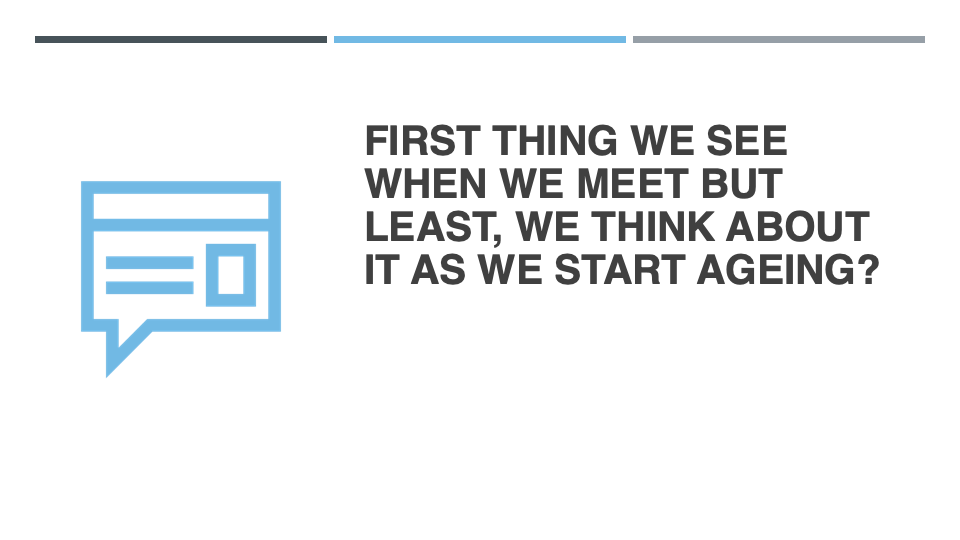 FIRST THING WE SEE
WHEN WE MEET BUT
LEAST, WE THINK ABOUT
IT AS WE START AGEING?